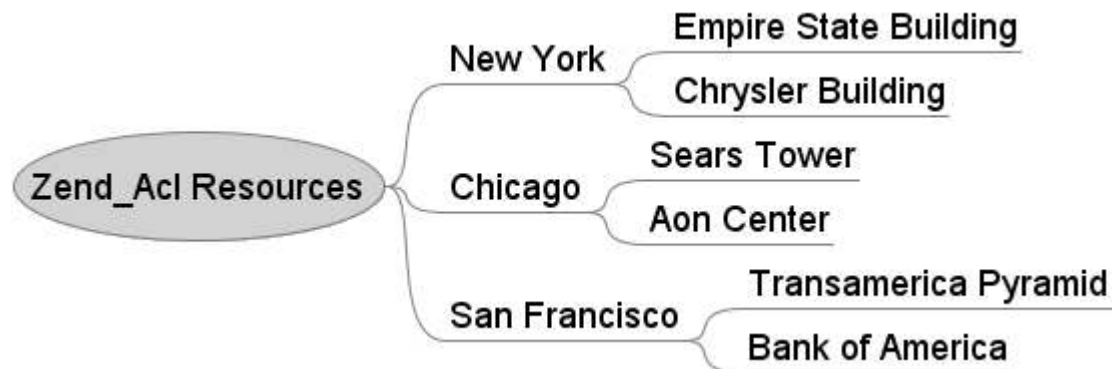 Zend_Acl Resources
New York
Empire State Building
Chrysler Building
Chicago
Sears Tower
Aon Center
San Francisco
Transamerica Pyramid
Bank of America